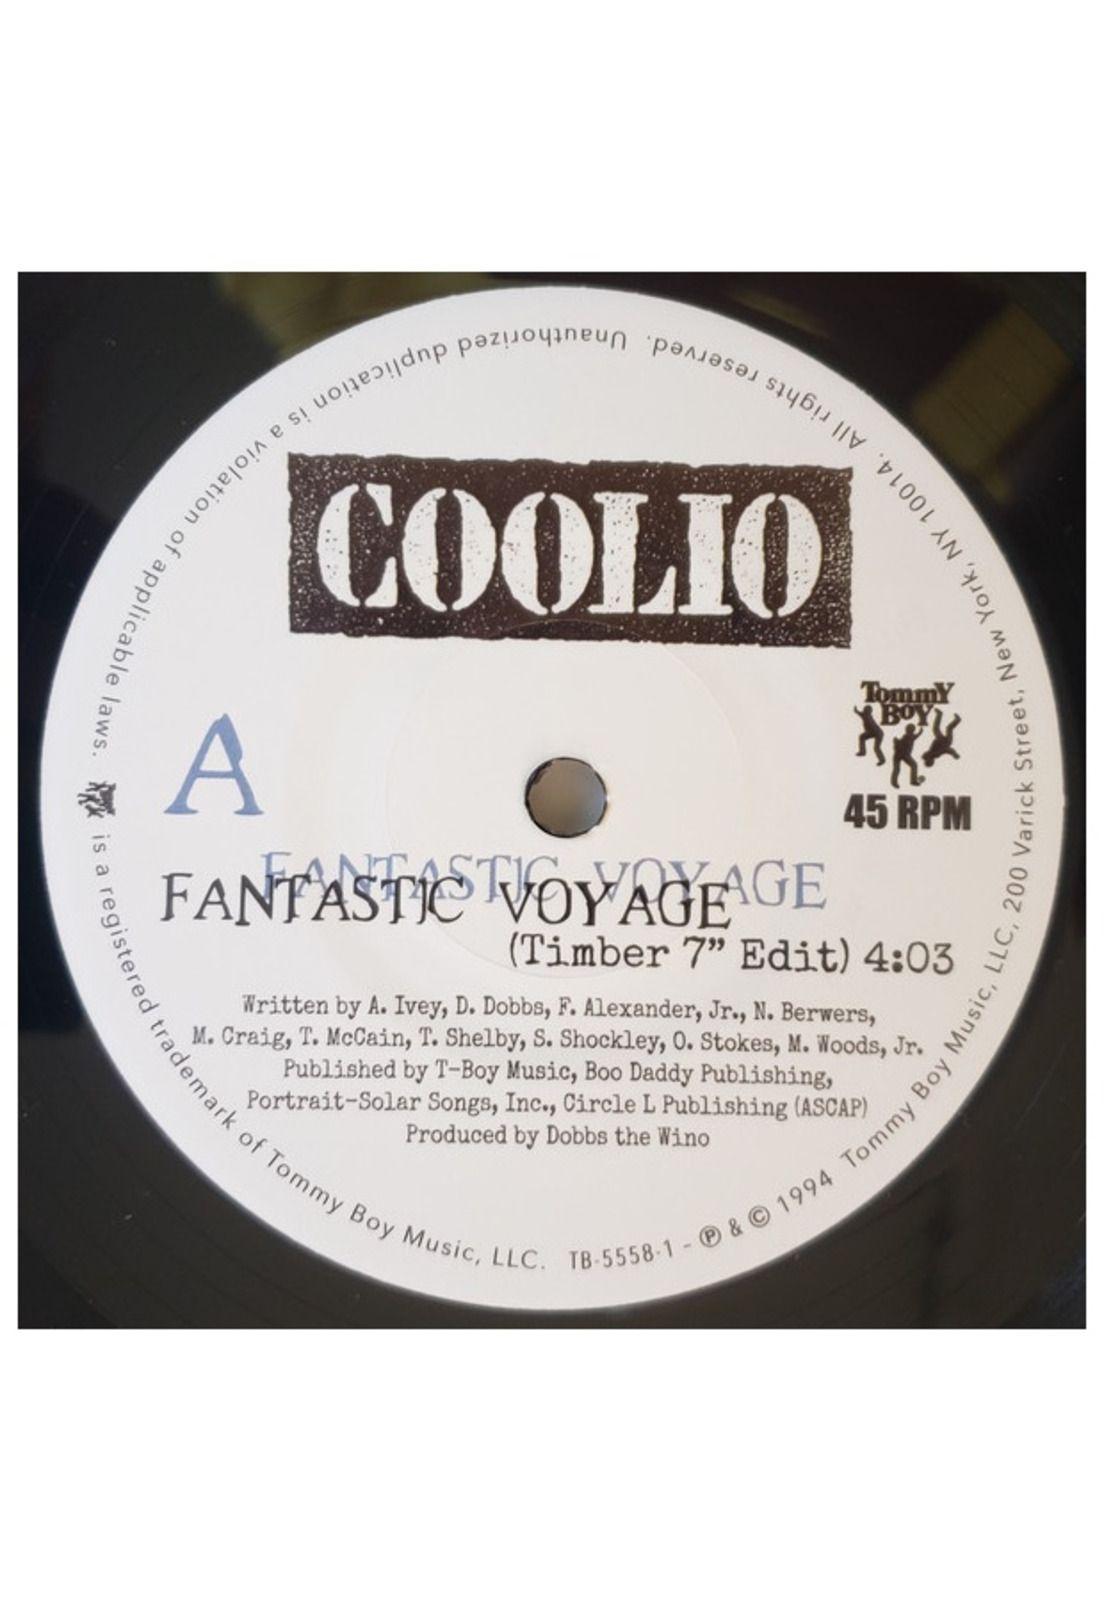 COOLIO
A
Tommy
Boy
45 RPM
FANTASTIC VOYAGE
FANTASTIC VOYAGE
(Timber 7” Edit) 4:03
Written by A. Ivey, D. Dobbs, F. Alexander, Jr., N. Berwers,
M. Craig, T. McCain, T. Shelby, S. Shockley, O. Stokes, M. Woods, Jr.
Published by T-Boy Music, Boo Daddy Publishing,
Portrait-Solar Songs, Inc., Circle L Publishing (ASCAP)
Produced by Dobbs the Wino
is a registered trademark of Tommy Boy Music, LLC. TB-5558-1 - ℗ & © 1994 Tommy Boy Music, LLC, 200 Varick Street, New York, NY 10014. All rights reserved. Unauthorized duplication is a violation of applicable laws.